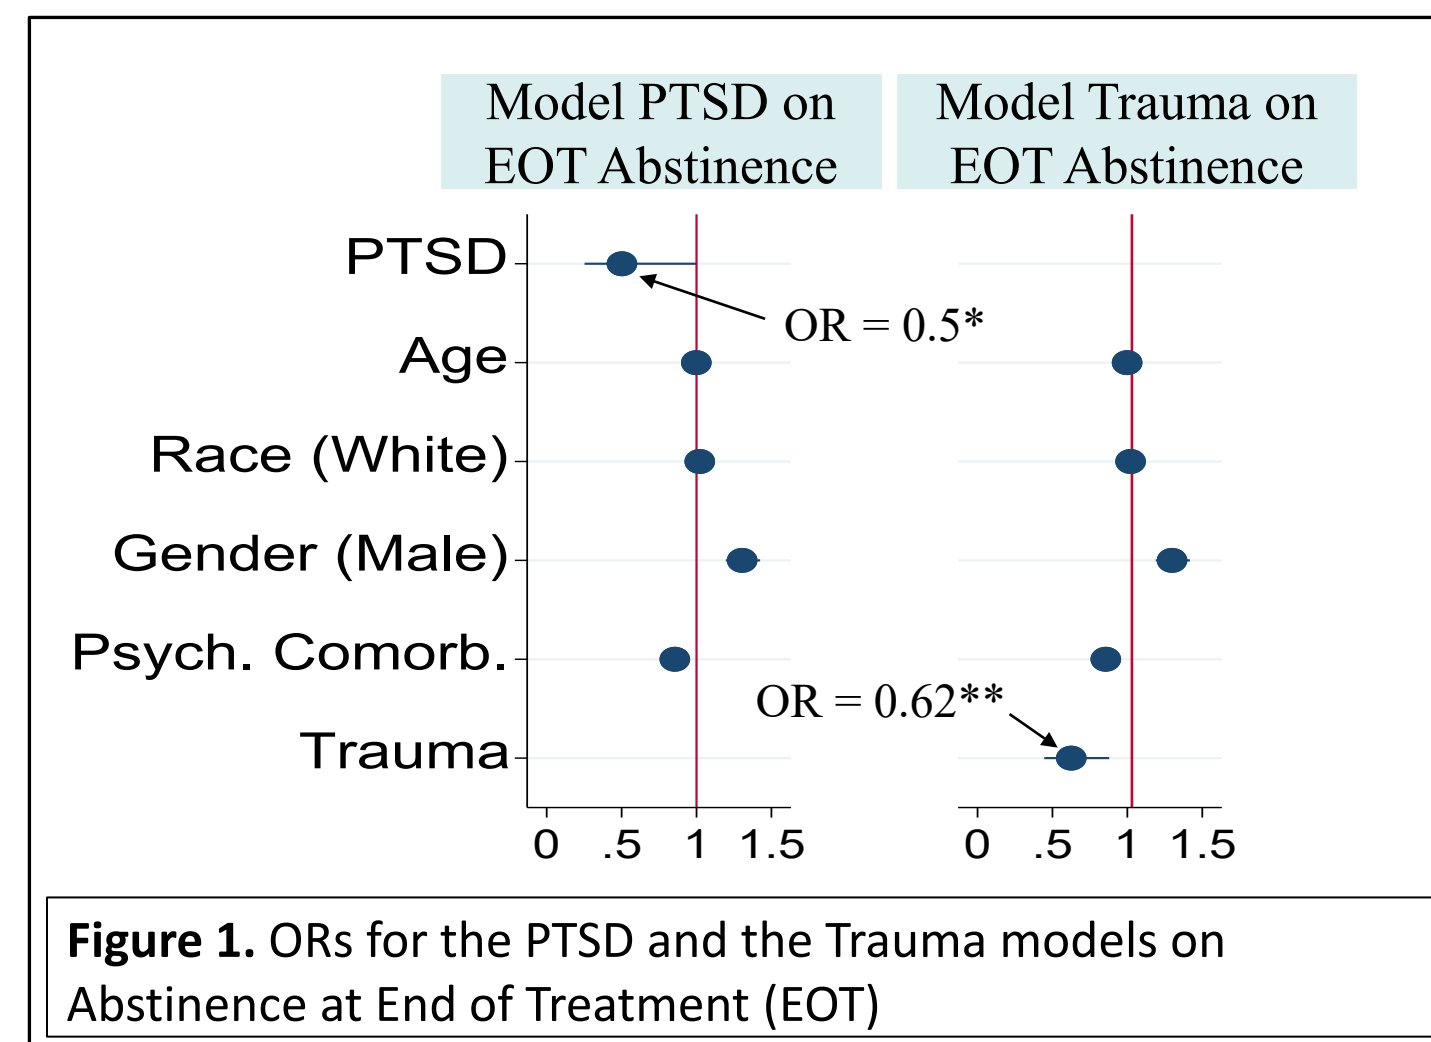 Model PTSD on
EOT Abstinence
Model Trauma on
EOT Abstinence
PTSD
OR = 0.5*
Age
Race (White)
Gender (Male)
Psych. Comorb.
OR = 0.62**
Trauma
0 .5 1 1.5
0 .5 1 1.5
Figure 1. ORs for the PTSD and the Trauma models on
Abstinence at End of Treatment (EOT)